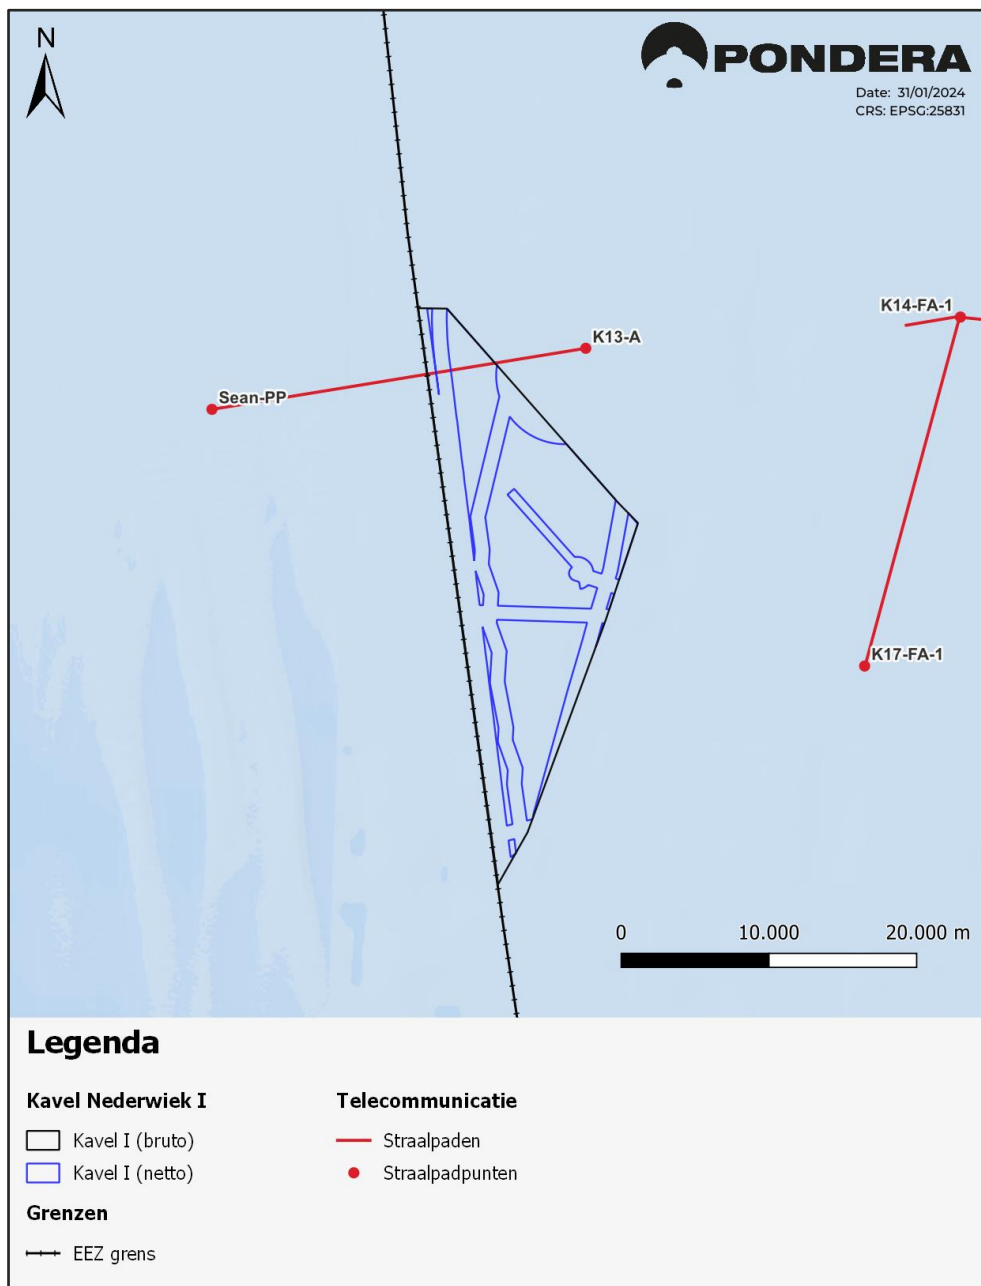 N
PONDERA
Date: 31/01/2024
CRS: EPSG:25831
K14-FA-1
K13-A
Sean-PP
K17-FA-1
0 10.000 20.000 m
Legenda
Kavel Nederwiek I
Kavel I (bruto)
Kavel I (netto)
Grenzen
EEZ grens
Telecommunicatie
Straalpaden
Straalpadpunten